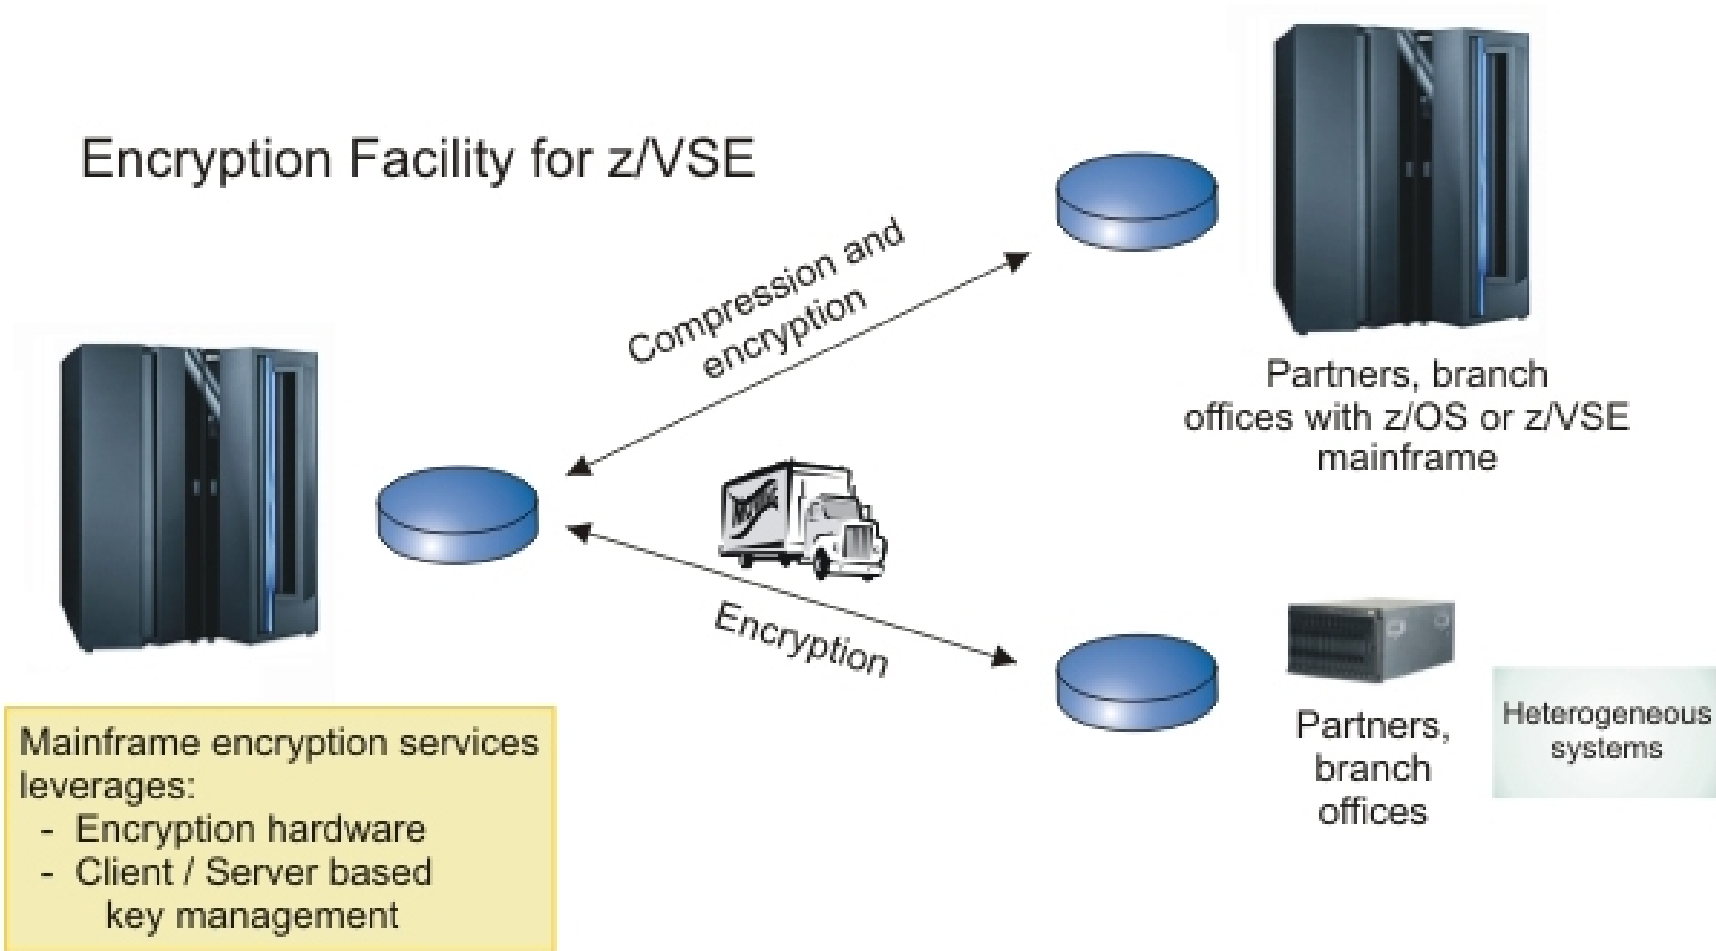 Encryption Facility for z/VSE
Compression and
encryption
Partners, branch
offices with z/OS or z/VSE
mainframe
Encryption
Partners,
branch
offices
Heterogeneous
systems
Mainframe encryption services
leverages:
- Encryption hardware
- Client / Server based
key management